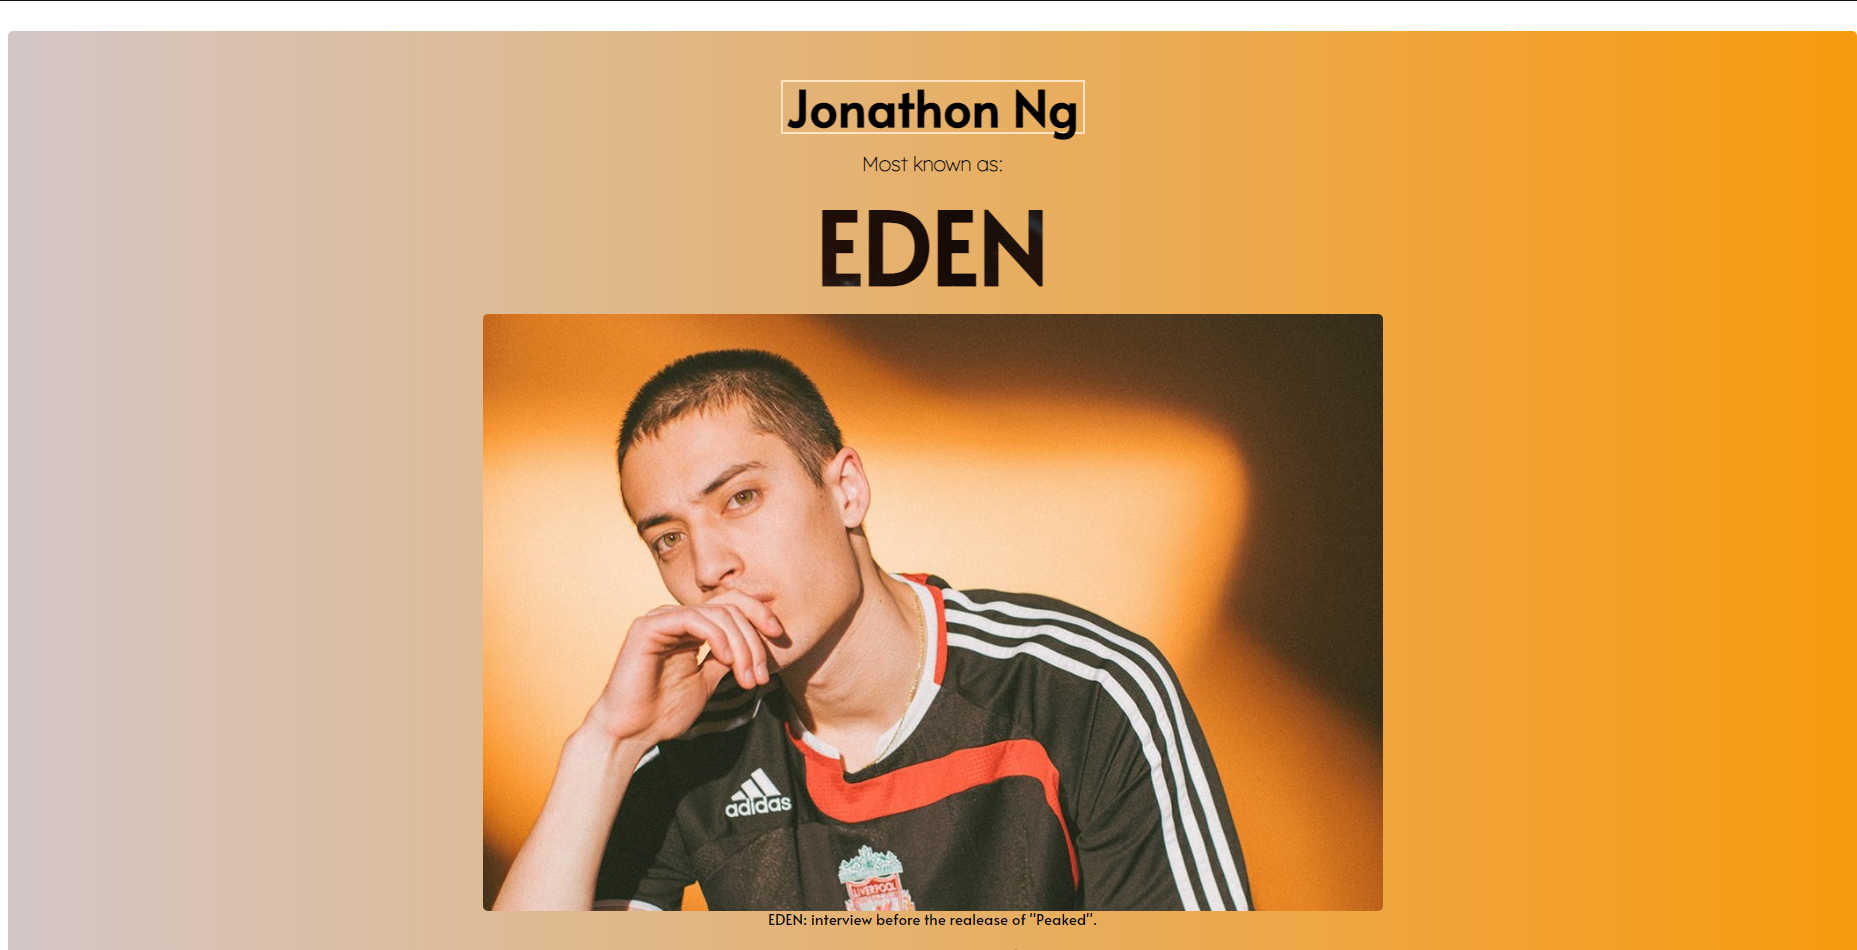 Jonathon Ng
Most known as:
EDEN
adidas
LIVERPOOL
EDEN: interview before the realease of "Peaked".